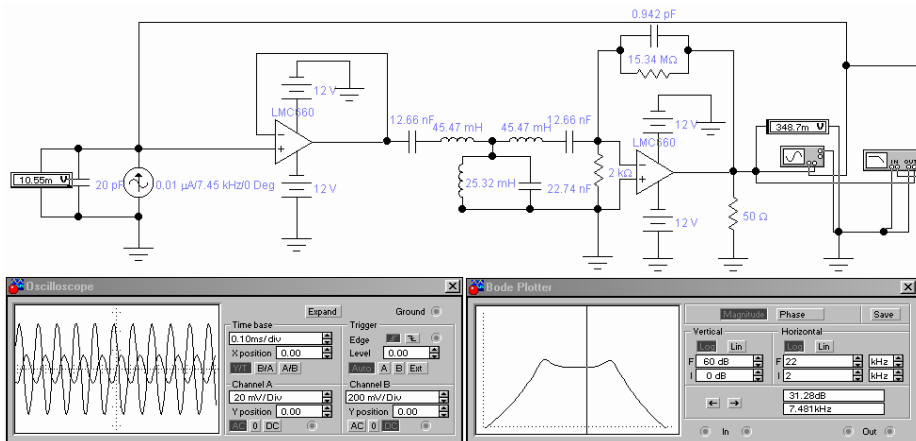 0.942 pF
15.34 MΩ
12 V
LMC660
12 V
LMC660
12.66 nF
45.47 mH
45.47 mH
12.66 nF
348.7m V
IN OUT
10.55m V
20 pF
0.01 µA/7.45 kHz/0 Deg
12 V
25.32 mH
22.74 nF
2 kΩ
12 V
50 Ω
Oscilloscope
Expand
Ground
Time base
0.10ms/div
X position 0.00
Y/T B/A A/B
Trigger
Edge
Level 0.00
Auto A B Ext
Channel A
20 mV/Div
Y position 0.00
AC 0 DC
Channel B
200 mV/Div
Y position 0.00
AC 0 DC
Bode Plotter
Magnitude Phase Save
Vertical
Log Lin
F 60 dB
I 0 dB
Horizontal
Log Lin
F 22 kHz
I 2 kHz
31.28dB
7.481kHz
In Out